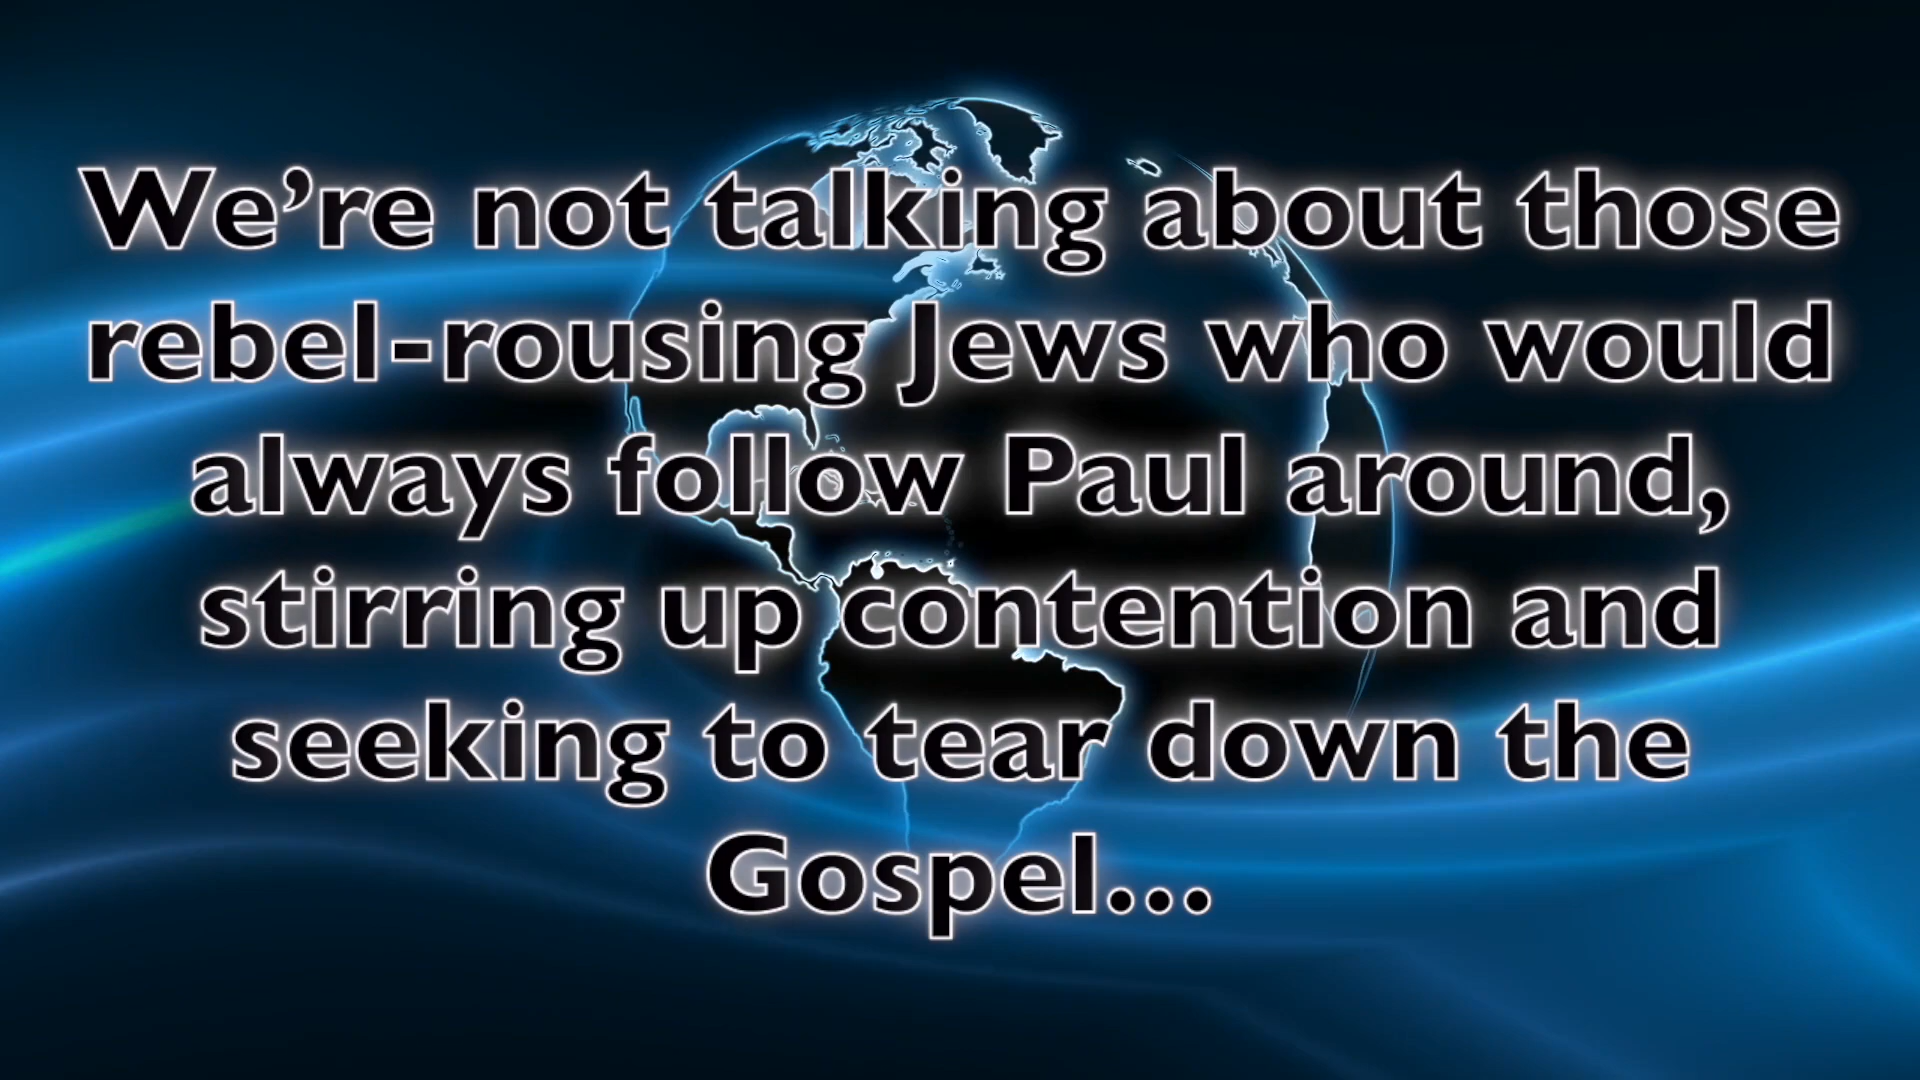 We’re not talking about those
rebel-rousing Jews who would
always follow Paul around,
stirring up contention and
seeking to tear down the
Gospel...